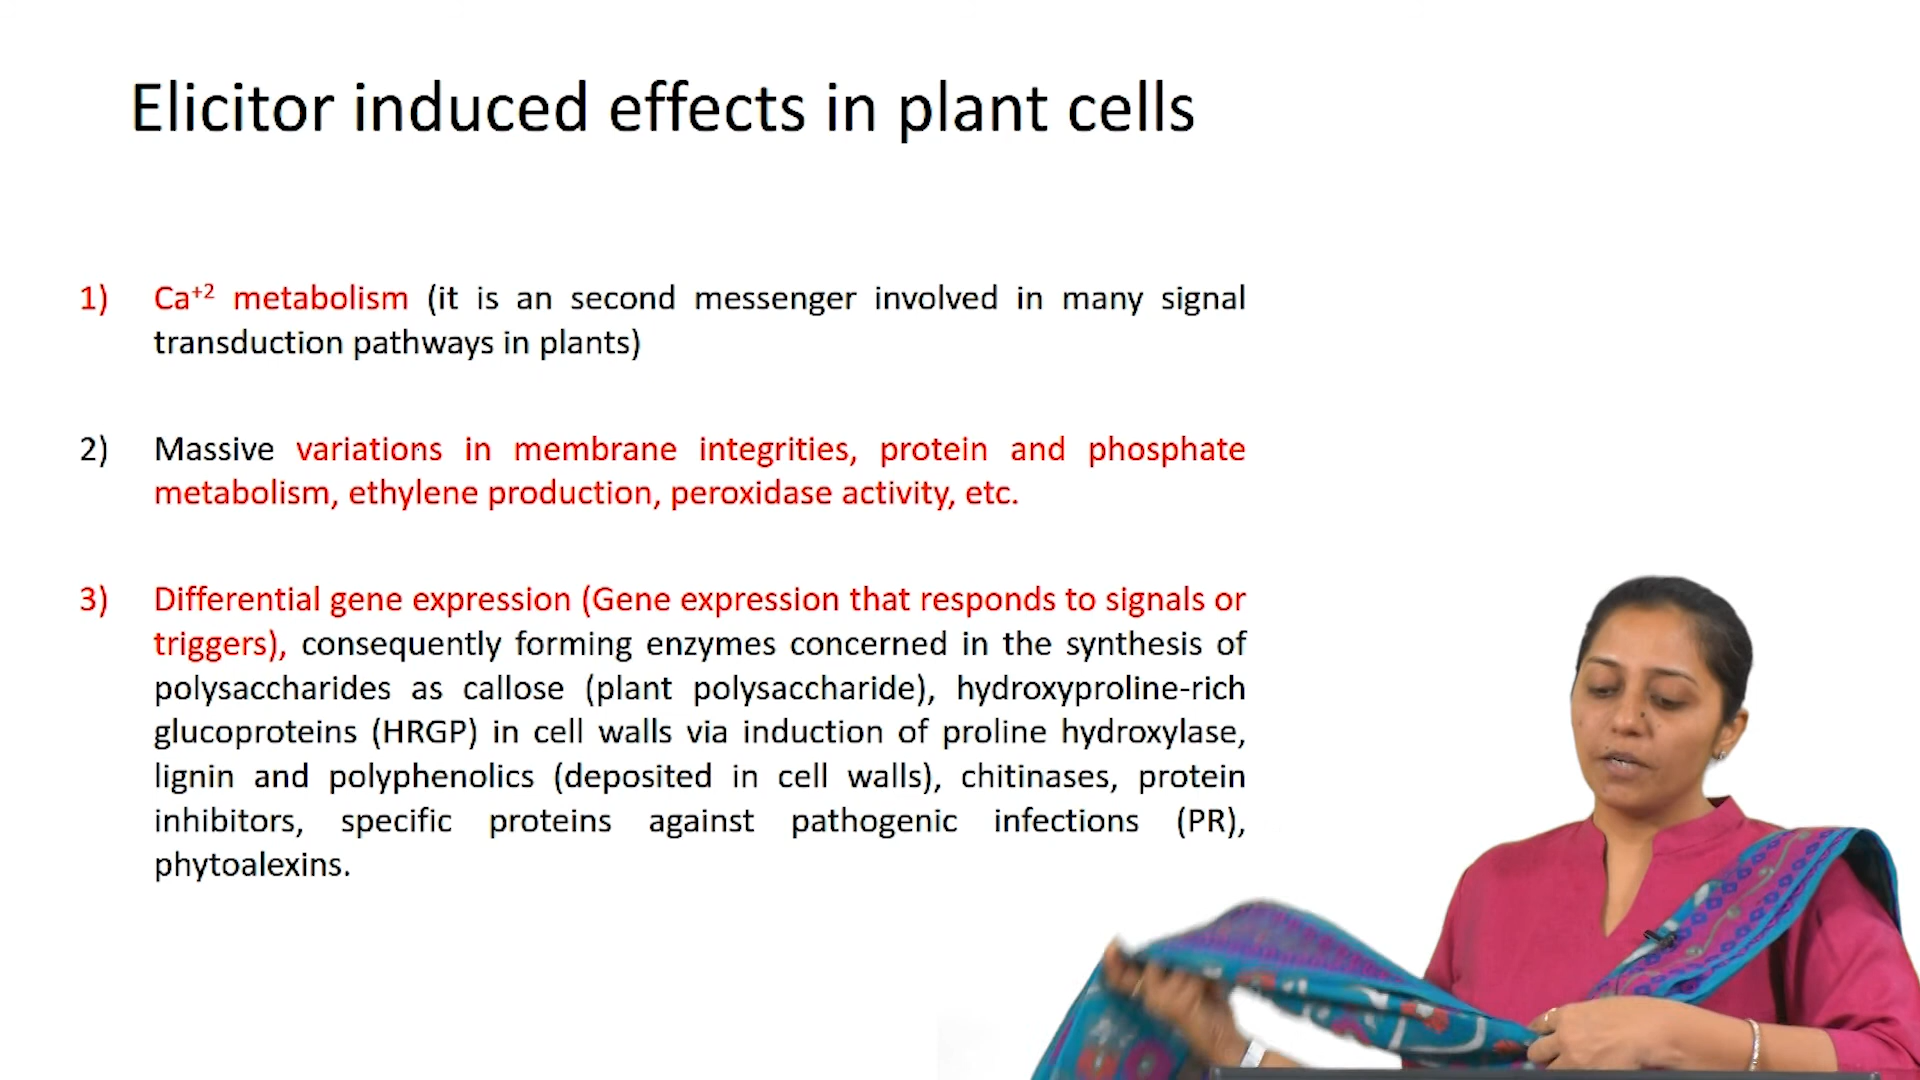 Elicitor induced effects in plant cells
1) Ca⁺² metabolism (it is an second messenger involved in many signal
transduction pathways in plants)
2) Massive variations in membrane integrities, protein and phosphate
metabolism, ethylene production, peroxidase activity, etc.
3) Differential gene expression (Gene expression that responds to signals or
triggers), consequently forming enzymes concerned in the synthesis of
polysaccharides as callose (plant polysaccharide), hydroxyproline-rich
glucoproteins (HRGP) in cell walls via induction of proline hydroxylase,
lignin and polyphenolics (deposited in cell walls), chitinases, protein
inhibitors, specific proteins against pathogenic infections (PR),
phytoalexins.